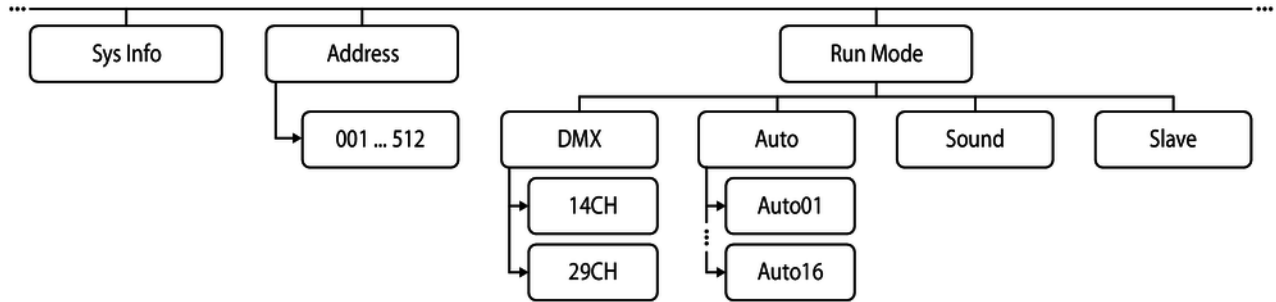 Sys Info
Address
Run Mode
001 ... 512
DMX
Auto
Sound
Slave
14CH
Auto01
29CH
Auto16